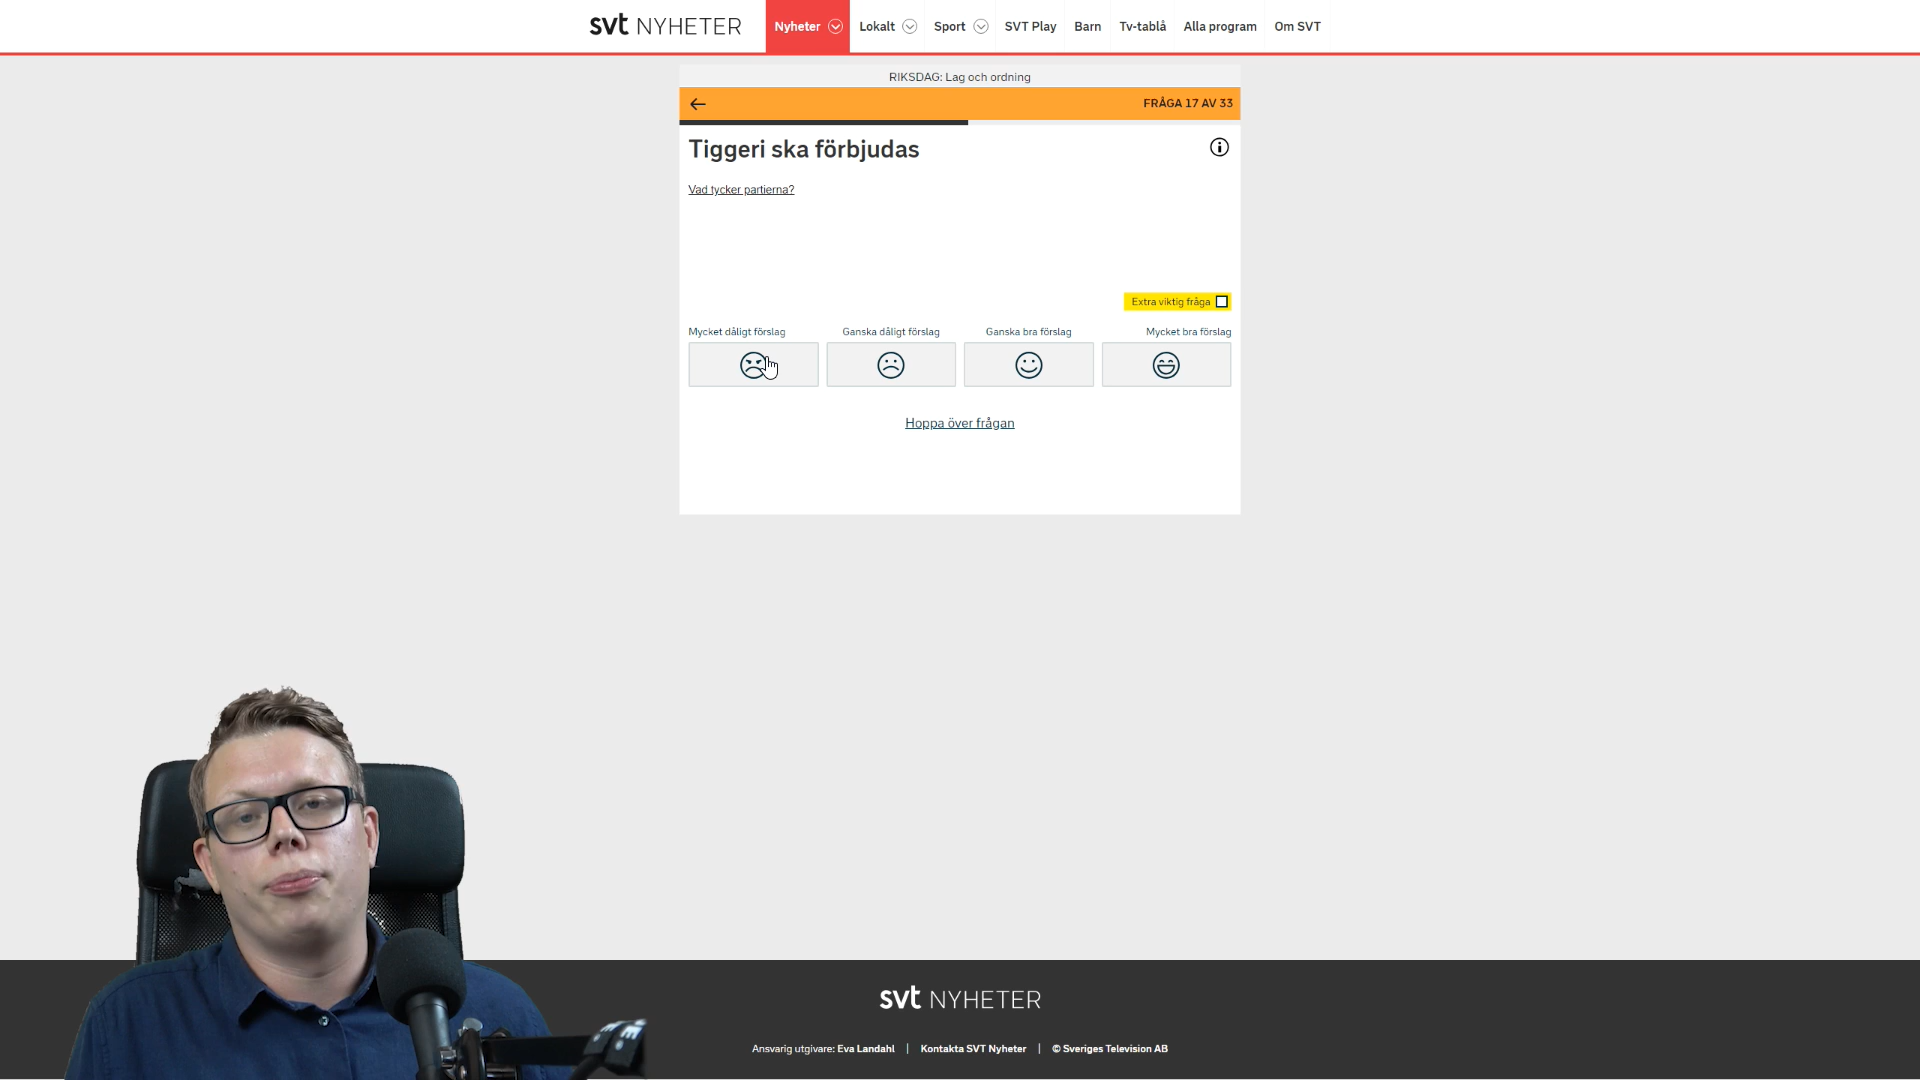 svt NYHETER
Nyheter Lokalt Sport SVT Play Barn Tv-tablå Alla program Om SVT
RIKSDAG: Lag och ordning
FRÅGA 17 AV 33
Tiggeri ska förbjudas
Vad tycker partierna?
Extra viktig fråga
Mycket dåligt förslag Ganska dåligt förslag Ganska bra förslag Mycket bra förslag
Hoppa över frågan
svt NYHETER
Ansvarig utgivare: Eva Landahl | Kontakta SVT Nyheter | © Sveriges Television AB